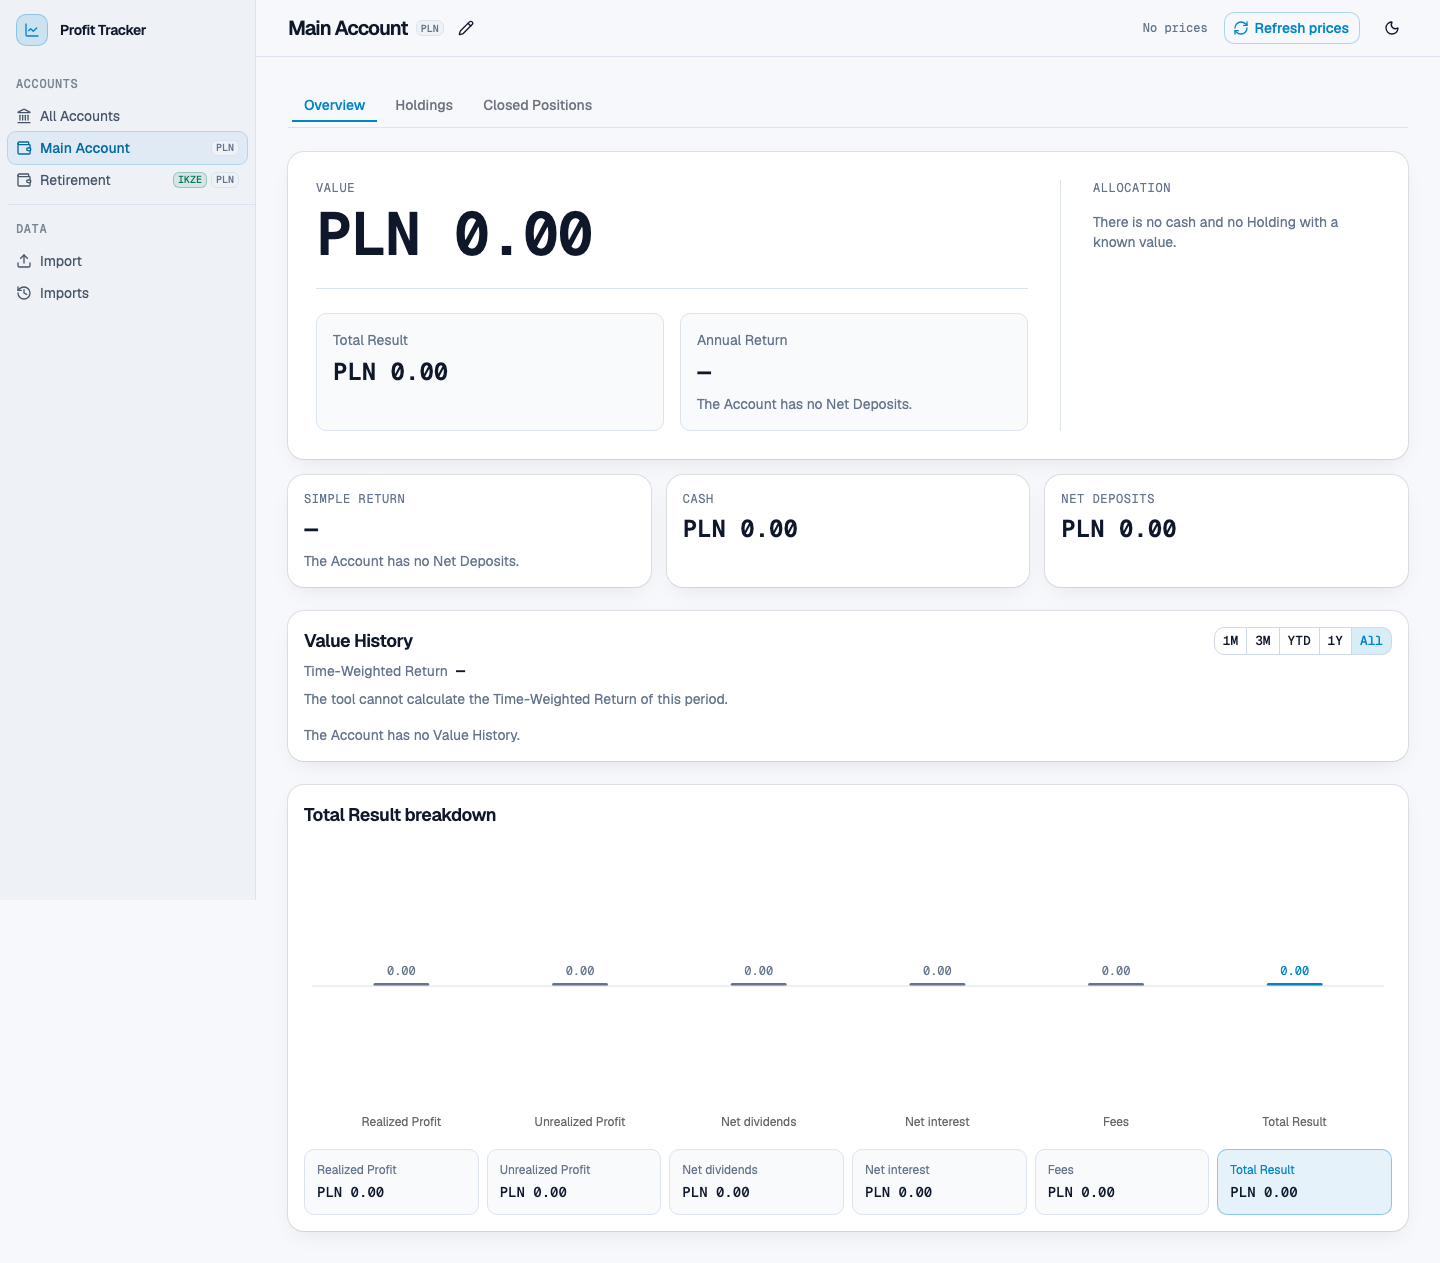 Profit Tracker
ACCOUNTS
All Accounts
Main Account PLN
Retirement IKZE PLN
DATA
Import
Imports
Main Account PLN
No prices
Refresh prices
Overview
Holdings
Closed Positions
VALUE
PLN 0.00
Total Result
PLN 0.00
Annual Return
—
The Account has no Net Deposits.
ALLOCATION
There is no cash and no Holding with a
known value.
SIMPLE RETURN
—
The Account has no Net Deposits.
CASH
PLN 0.00
NET DEPOSITS
PLN 0.00
Value History
1M 3M YTD 1Y All
Time-Weighted Return —
The tool cannot calculate the Time-Weighted Return of this period.
The Account has no Value History.
Total Result breakdown
0.00 0.00 0.00 0.00 0.00 0.00
Realized Profit Unrealized Profit Net dividends Net interest Fees Total Result
Realized Profit
PLN 0.00
Unrealized Profit
PLN 0.00
Net dividends
PLN 0.00
Net interest
PLN 0.00
Fees
PLN 0.00
Total Result
PLN 0.00